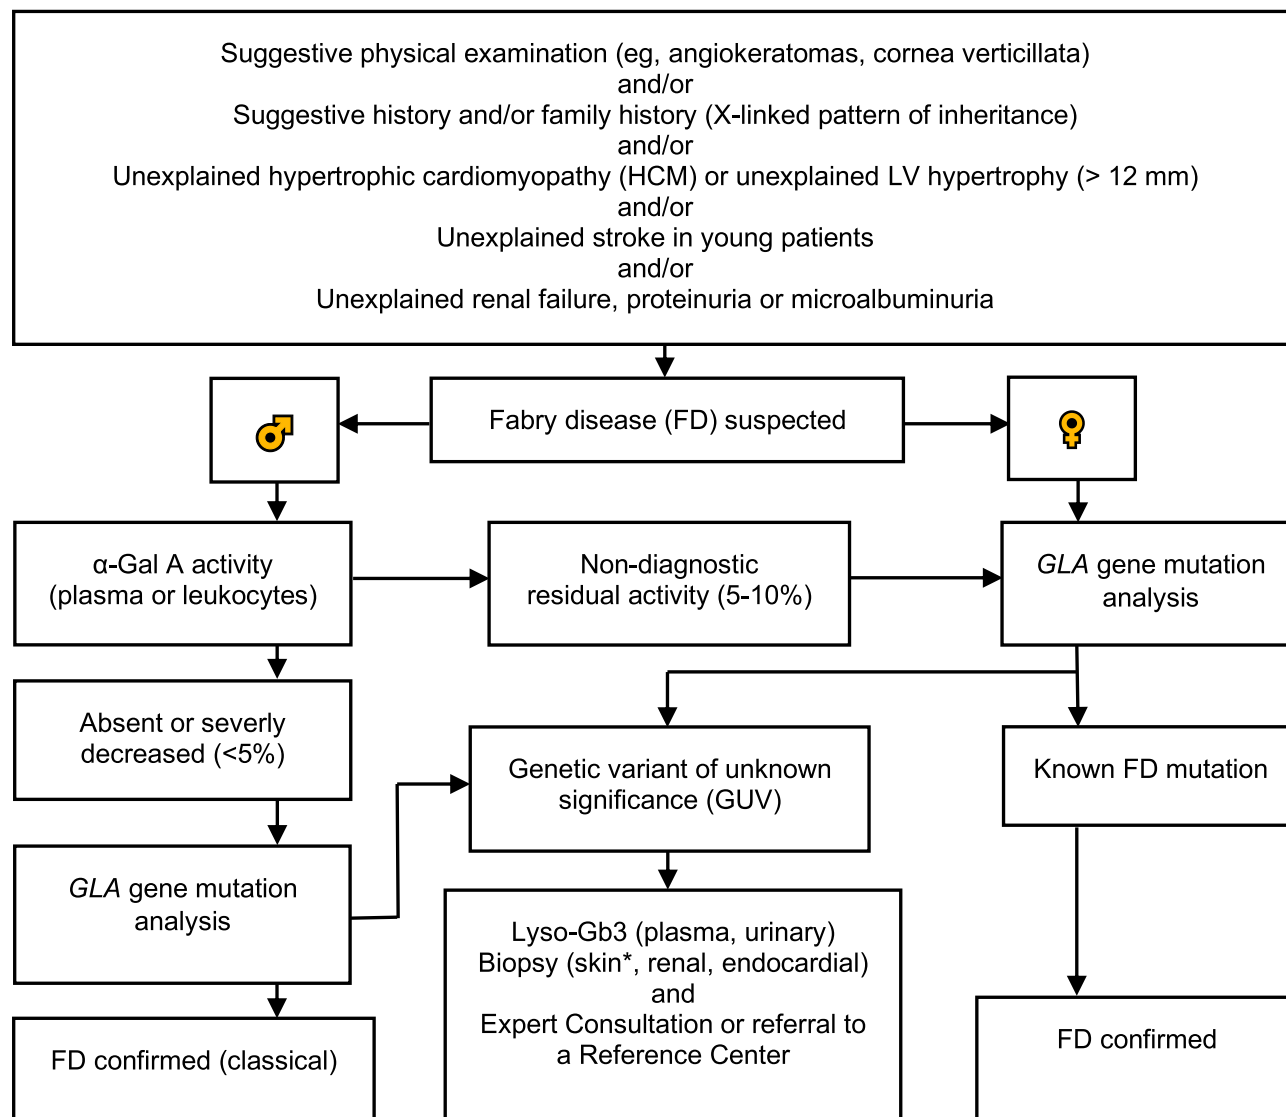 Suggestive physical examination (eg, angiokeratomas, cornea verticillata)
and/or
Suggestive history and/or family history (X-linked pattern of inheritance)
and/or
Unexplained hypertrophic cardiomyopathy (HCM) or unexplained LV hypertrophy (> 12 mm)
and/or
Unexplained stroke in young patients
and/or
Unexplained renal failure, proteinuria or microalbuminuria
Fabry disease (FD) suspected
α-Gal A activity
(plasma or leukocytes)
Non-diagnostic
residual activity (5-10%)
GLA gene mutation
analysis
Absent or severly
decreased (<5%)
Genetic variant of unknown
significance (GUV)
Known FD mutation
GLA gene mutation
analysis
Lyso-Gb3 (plasma, urinary)
Biopsy (skin*, renal, endocardial)
and
Expert Consultation or referral to
a Reference Center
FD confirmed (classical)
FD confirmed